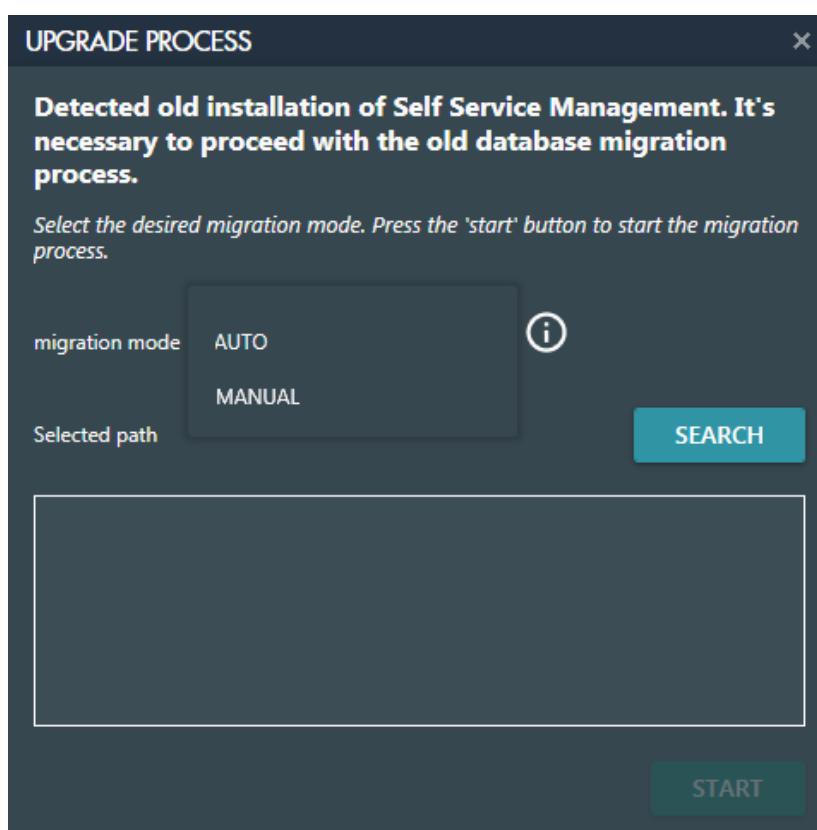 UPGRADE PROCESS
Detected old installation of Self Service Management. It's
necessary to proceed with the old database migration
process.
Select the desired migration mode. Press the 'start' button to start the migration
process.
migration mode
AUTO
MANUAL
Selected path
SEARCH
START